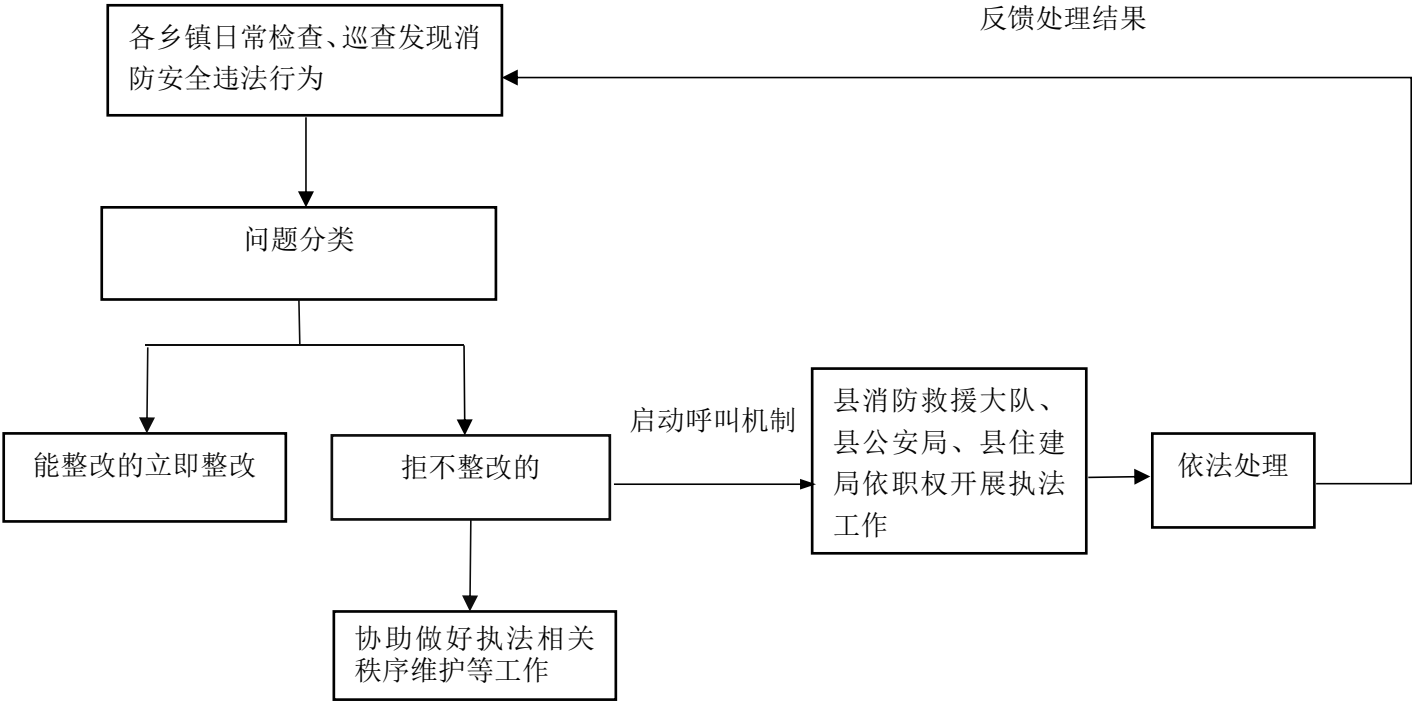 反馈处理结果
各乡镇日常检查、巡查发现消
防安全违法行为
问题分类
能整改的立即整改
拒不整改的
启动呼叫机制
县消防救援大队、
县公安局、县住建
局依职权开展执法
工作
依法处理
协助做好执法相关
秩序维护等工作